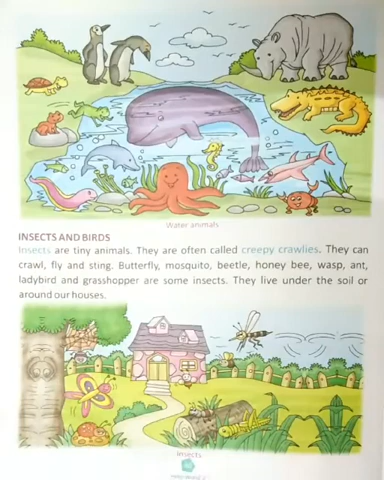 Water animals
INSECTS AND BIRDS
Insects are tiny animals. They are often called creepy crawlies. They can
crawl, fly and sting. Butterfly, mosquito, beetle, honey bee, wasp, ant,
ladybird and grasshopper are some insects. They live under the soil or
around our houses.
Insects